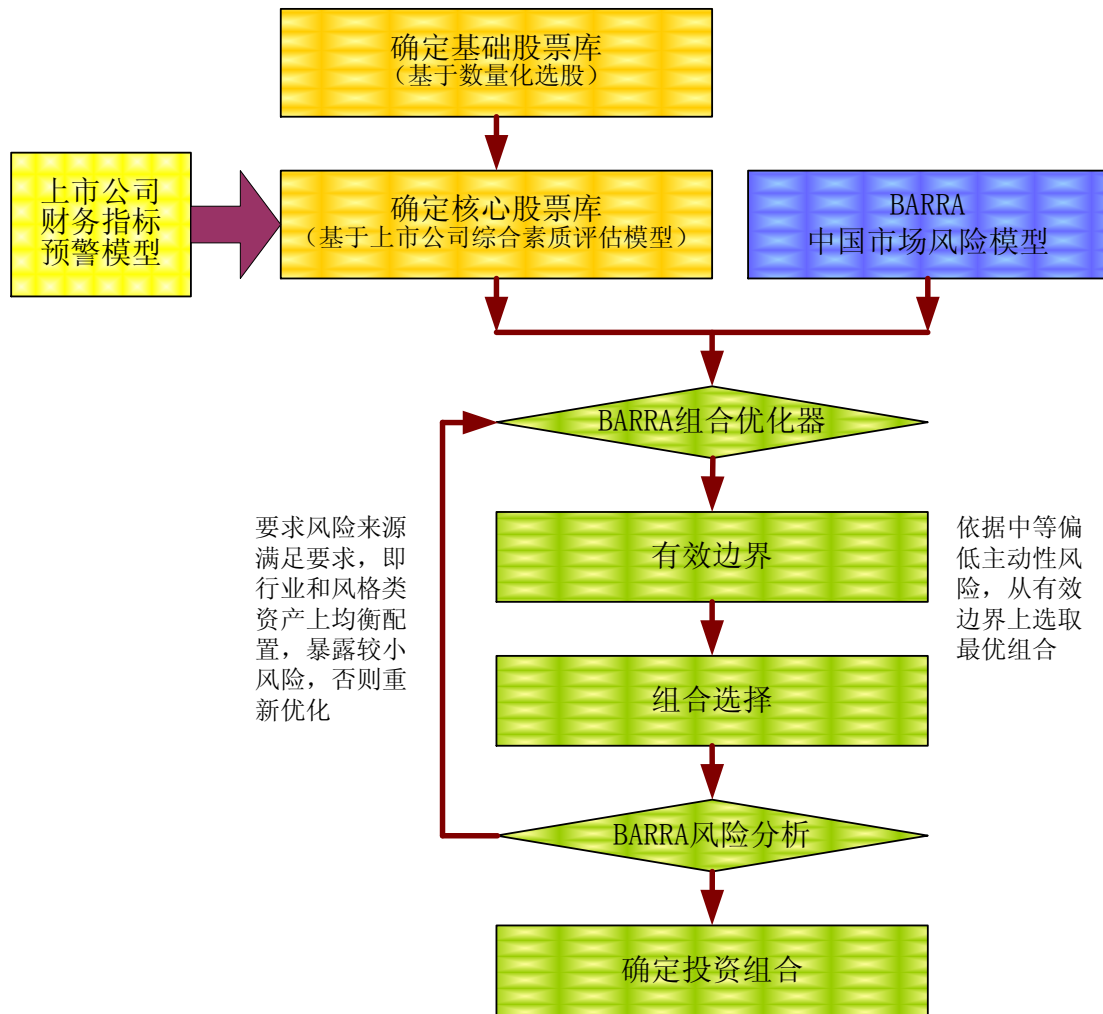 确定基础股票库
（基于数量化选股）
上市公司
财务指标
预警模型
确定核心股票库
（基于上市公司综合素质评估模型）
BARRA
中国市场风险模型
BARRA组合优化器
要求风险来源
满足要求，即
行业和风格类
资产上均衡配
置，暴露较小
风险，否则重
新优化
有效边界
依据中等偏
低主动性风
险，从有效
边界上选取
最优组合
组合选择
BARRA风险分析
确定投资组合